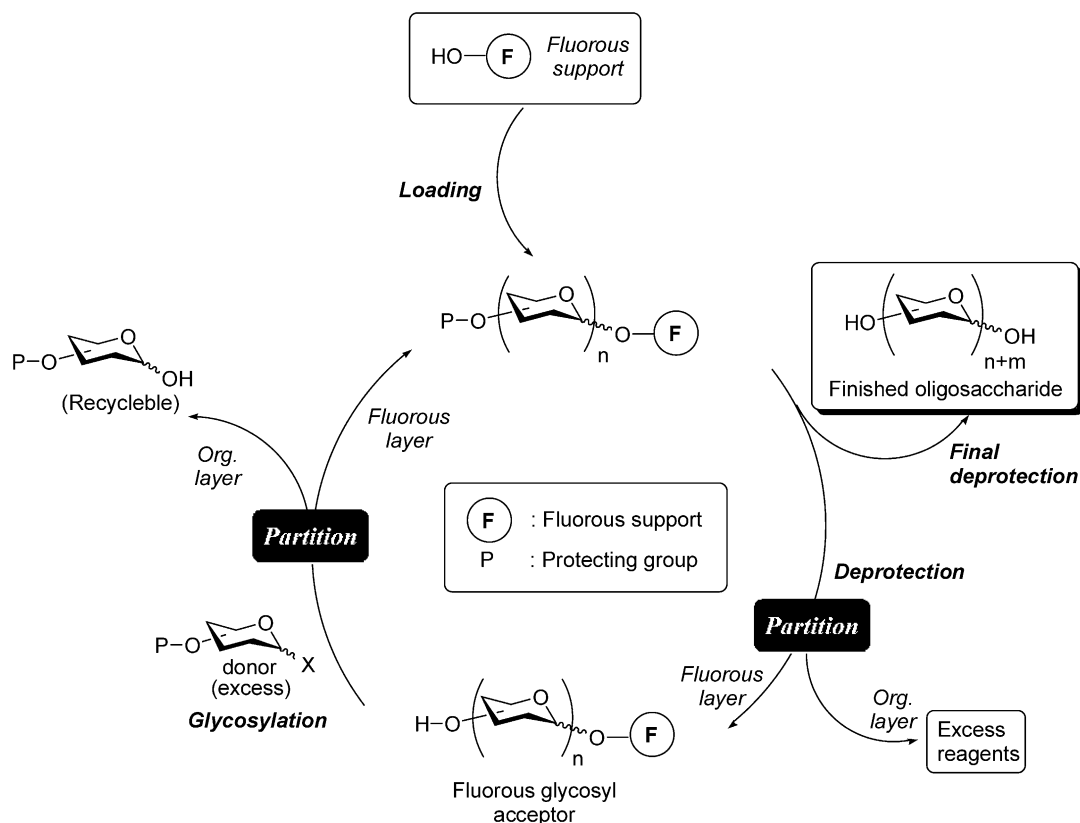 HO F Fluorous
support
Loading
P O ( O ) n O F
HO ( O ) n+m OH
Finished oligosaccharide
Final
deprotection
P O O OH
(Recycleble)
Org.
layer
Fluorous
layer
Partition
F : Fluorous support
P : Protecting group
Deprotection
Partition
P O O X
donor
(excess)
Glycosylation
H O ( O ) n O F
Fluorous glycosyl
acceptor
Fluorous
layer
Org.
layer
Excess
reagents